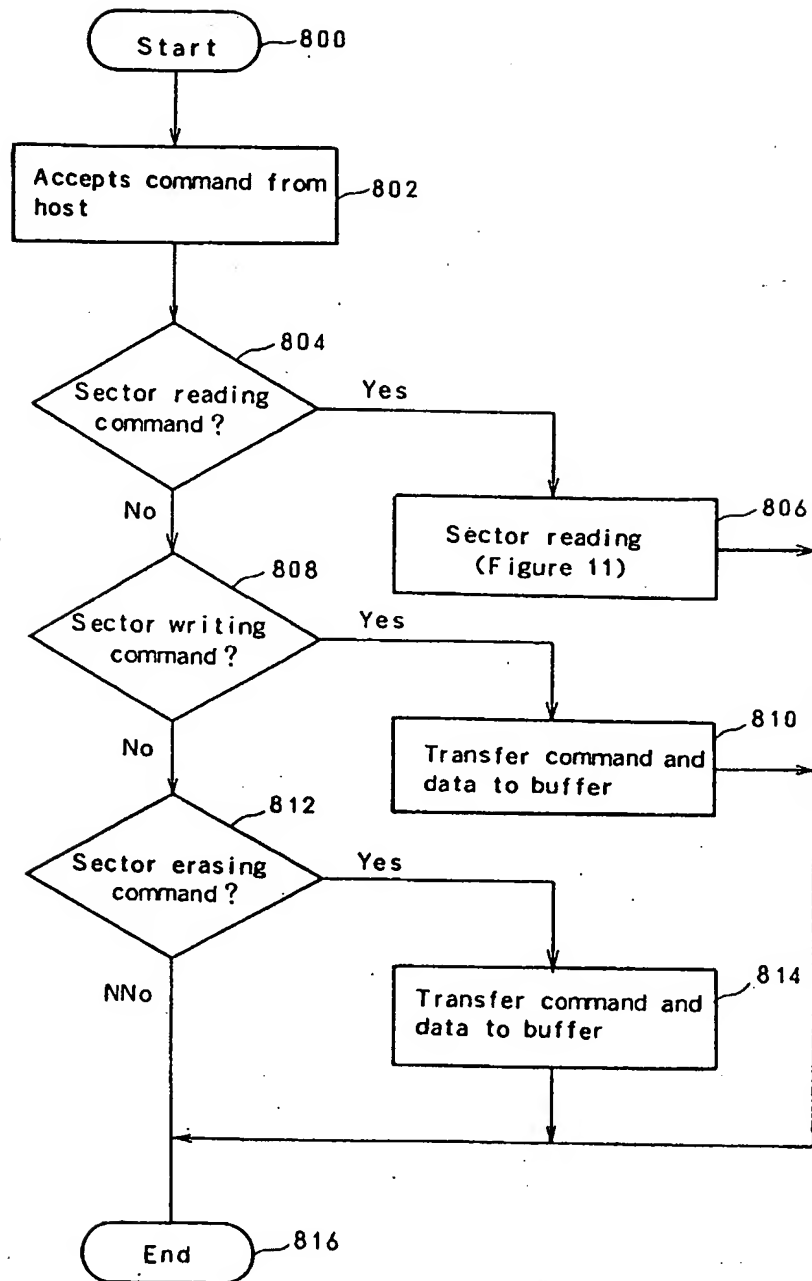 Start
800
Accepts command from
host
802
804
Sector reading
command?
Yes
No
806
Sector reading
(Figure 11)
808
Sector writing
command?
Yes
No
810
Transfer command and
data to buffer
812
Sector erasing
command?
Yes
NNo
814
Transfer command and
data to buffer
End
816